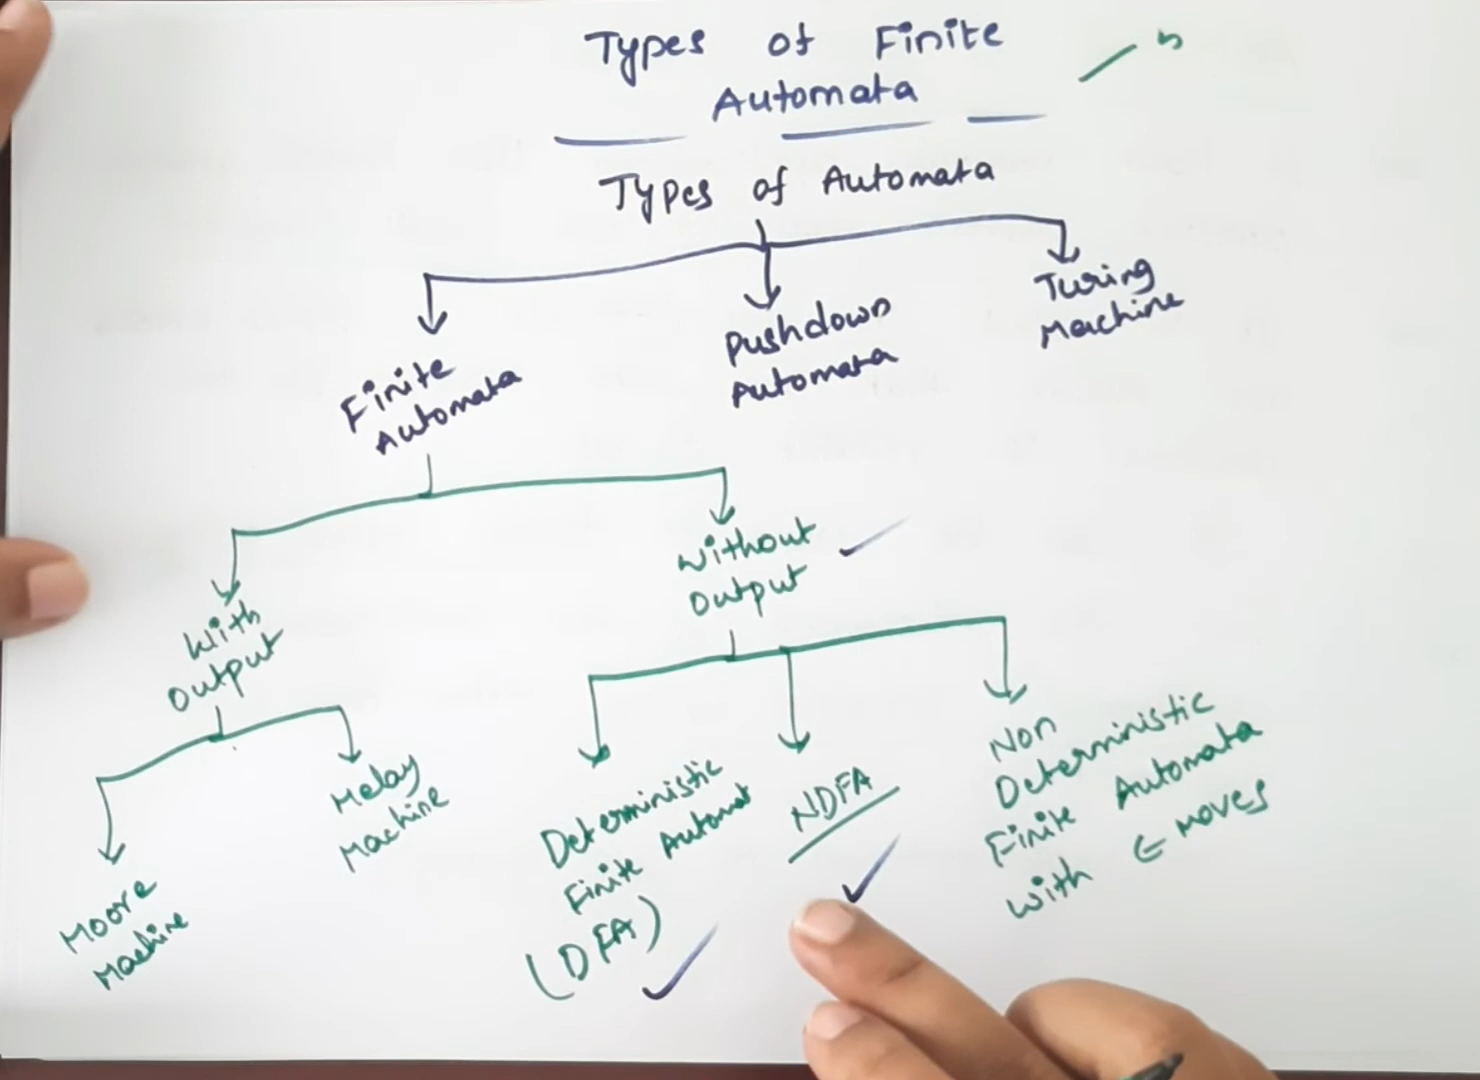 Types of Finite
Automata
Types of Automata
Finite
Automata
Pushdown
Automata
Turing
Machine
With
Output
Without
Output
Moore
Machine
Melay
Machine
Deterministic
Finite Automat
(DFA)
NDFA
Non
Deterministic
Finite Automata
With ϵ moves